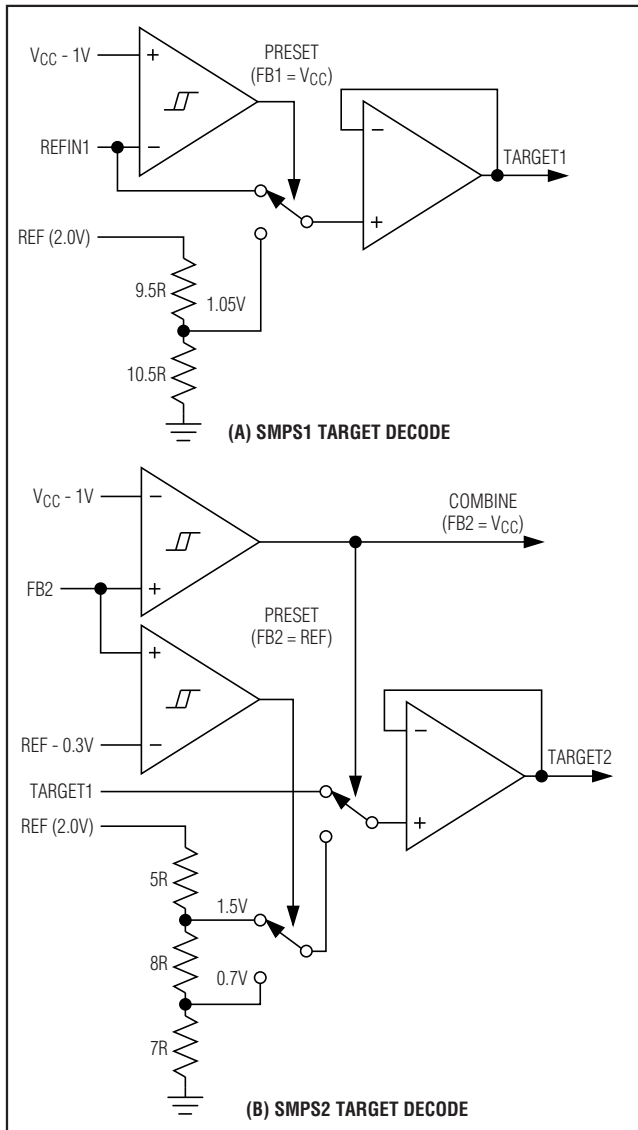 VCC - 1V
+
PRESET
(FB1 = VCC)
REFIN1
−
−
TARGET1
+
REF (2.0V)
9.5R
1.05V
10.5R
(A) SMPS1 TARGET DECODE
VCC - 1V
−
COMBINE
(FB2 = VCC)
FB2
+
PRESET
(FB2 = REF)
+
REF - 0.3V
−
−
TARGET2
TARGET1
+
REF (2.0V)
5R
1.5V
8R
0.7V
7R
(B) SMPS2 TARGET DECODE